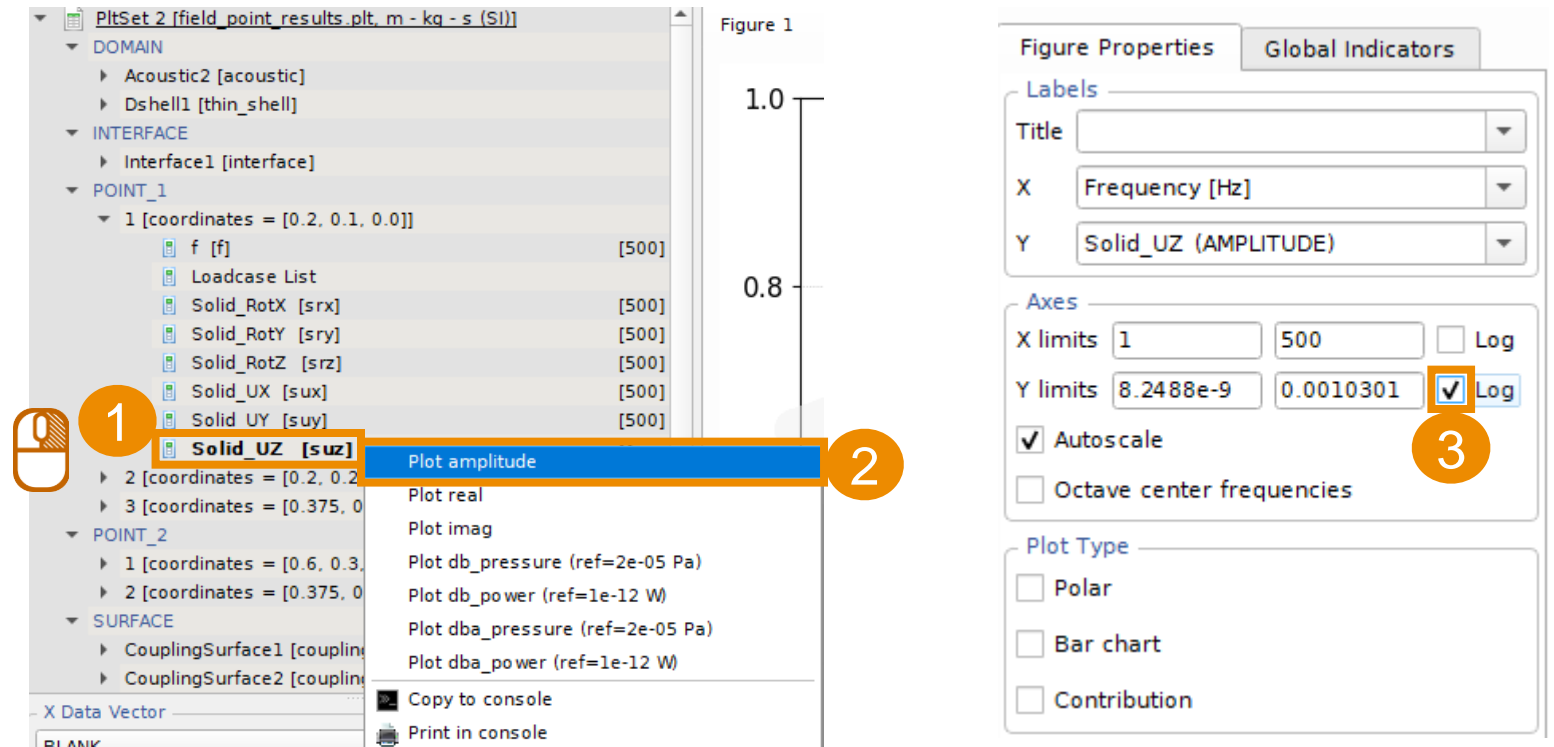 PltSet 2 [field_point_results.plt, m - kg - s (SI)]
DOMAIN
Acoustic2 [acoustic]
Dshell1 [thin_shell]
INTERFACE
Interface1 [interface]
POINT_1
1 [coordinates = [0.2, 0.1, 0.0]]
f [f] [500]
Loadcase List
Solid_RotX [srx] [500]
Solid_RotY [sry] [500]
Solid_RotZ [srz] [500]
Solid_UX [sux] [500]
1
Solid_UY [suy] [500]
Solid_UZ [suz]
2 [coordinates = [0.2, 0.2
3 [coordinates = [0.375, 0
POINT_2
1 [coordinates = [0.6, 0.3,
2 [coordinates = [0.375, 0
SURFACE
CouplingSurface1 [coupling
CouplingSurface2 [coupling
X Data Vector
BLANK
Plot amplitude
2
Plot real
Plot imag
Plot db_pressure (ref=2e-05 Pa)
Plot db_power (ref=1e-12 W)
Plot dba_pressure (ref=2e-05 Pa)
Plot dba_power (ref=1e-12 W)
Copy to console
Print in console
Figure 1
1.0
0.8
Figure Properties Global Indicators
Labels
Title
X Frequency [Hz]
Y Solid_UZ (AMPLITUDE)
Axes
X limits 1 500 Log
Y limits 8.2488e-9 0.0010301 Log
Autoscale
3
Octave center frequencies
Plot Type
Polar
Bar chart
Contribution